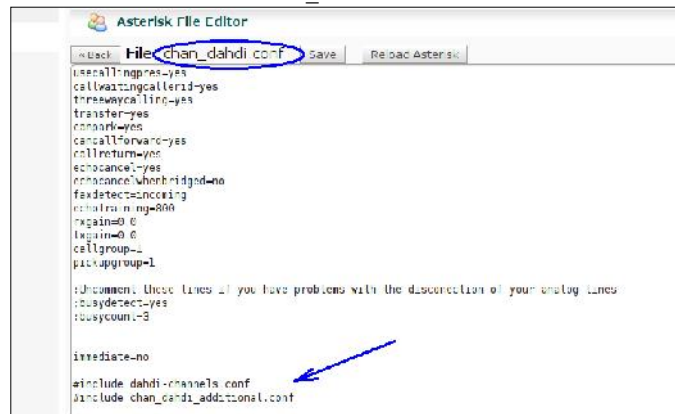 Asterisk File Editor
« Back File chan_dahdi.conf Save Reload Asterisk
usecallingpres=yes
callwaitingcallerid=yes
threewaycalling=yes
transfer=yes
canpark=yes
cancallforward=yes
callreturn=yes
echocancel=yes
echocancelwhenbridged=no
faxdetect=incoming
echotraining=800
rxgain=0.0
txgain=0.0
callgroup=1
pickupgroup=1
;Uncomment these lines if you have problems with the disconection of your analog lines
;busydetect=yes
;busycount=3
immediate=no
#include dahdi-channels.conf
#include chan_dahdi_additional.conf